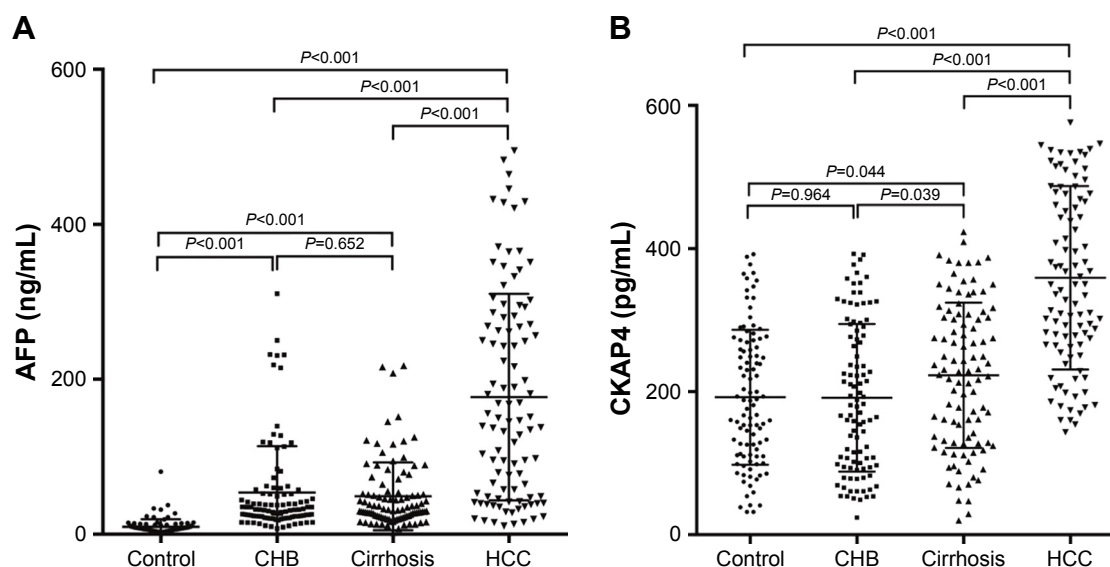 A
B
P<0.001
P<0.001
P<0.001
P<0.001
P<0.001
P=0.652
600
400
200
0
AFP (ng/mL)
Control
CHB
Cirrhosis
HCC
P<0.001
P<0.001
P<0.001
P=0.044
P=0.964
P=0.039
600
400
200
0
CKAP4 (pg/mL)
Control
CHB
Cirrhosis
HCC